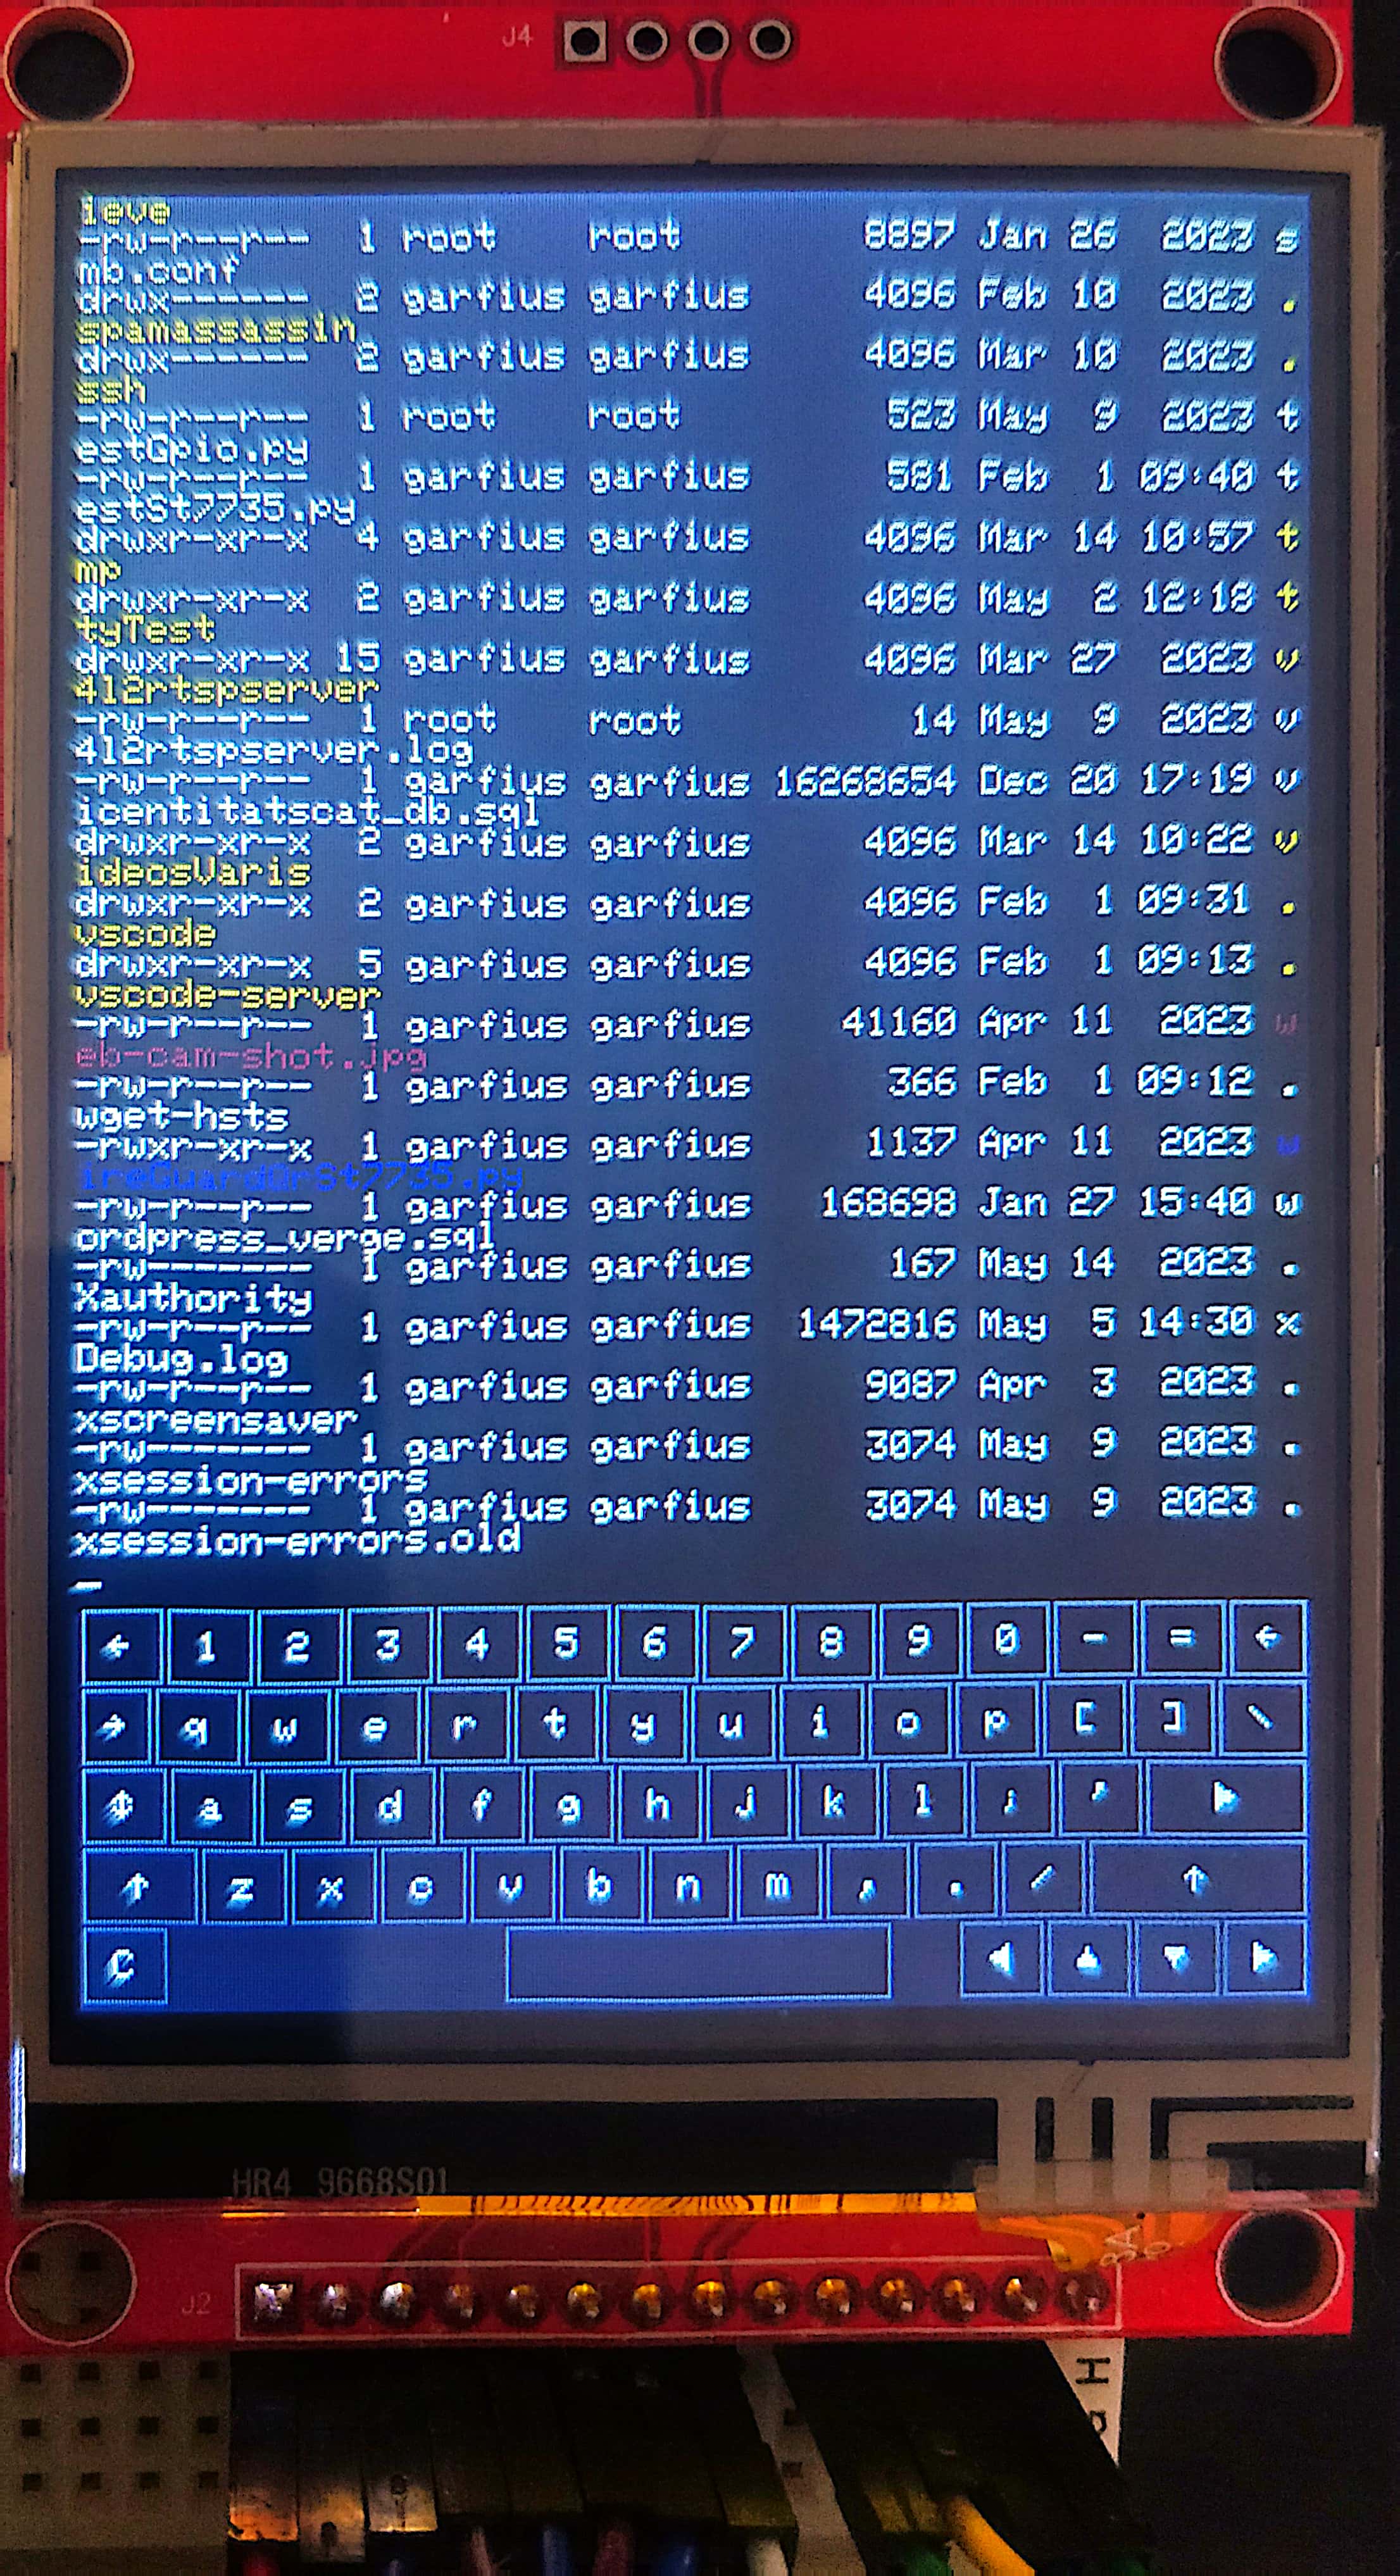 J4
ieve
-rw-r--r-- 1 root root 8897 Jan 26 2023 s
mb.conf
drwx------ 2 garfius garfius 4096 Feb 10 2023 .
spamassassin
drwx------ 2 garfius garfius 4096 Mar 10 2023 .
ssh
-rw-r--r-- 1 root root 523 May 9 2023 t
estGpio.py
-rw-r--r-- 1 garfius garfius 581 Feb 1 09:40 t
estSt7735.py
drwxr-xr-x 4 garfius garfius 4096 Mar 14 10:57 t
mp
drwxr-xr-x 2 garfius garfius 4096 May 2 12:18 t
tyTest
drwxr-xr-x 15 garfius garfius 4096 Mar 27 2023 v
4l2rtspserver
-rw-r--r-- 1 root root 14 May 9 2023 v
4l2rtspserver.log
-rw-r--r-- 1 garfius garfius 16268654 Dec 20 17:19 v
icentitatscat_db.sql
drwxr-xr-x 2 garfius garfius 4096 Mar 14 10:22 v
ideosVaris
drwxr-xr-x 2 garfius garfius 4096 Feb 1 09:31 .
vscode
drwxr-xr-x 5 garfius garfius 4096 Feb 1 09:13 .
vscode-server
-rw-r--r-- 1 garfius garfius 41160 Apr 11 2023 w
eb-cam-shot.jpg
-rw-r--r-- 1 garfius garfius 366 Feb 1 09:12 .
wget-hsts
-rwxr-xr-x 1 garfius garfius 1137 Apr 11 2023 w
ireGuardQrSt7735.py
-rw-r--r-- 1 garfius garfius 168698 Jan 27 15:40 w
ordpress_verge.sql
-rw------- 1 garfius garfius 167 May 14 2023 .
Xauthority
-rw-r--r-- 1 garfius garfius 1472816 May 5 14:30 x
Debug.log
-rw-r--r-- 1 garfius garfius 9087 Apr 3 2023 .
xscreensaver
-rw------- 1 garfius garfius 3074 May 9 2023 .
xsession-errors
-rw------- 1 garfius garfius 3074 May 9 2023 .
xsession-errors.old
_
← 1 2 3 4 5 6 7 8 9 0 - = ←
→ q w e r t y u i o p [ ] \
⇕ a s d f g h j k l ; ' ►
↑ z x c v b n m , . / ↑
C ◄ ▲ ▼ ►
HR4 9668S01
J2
H